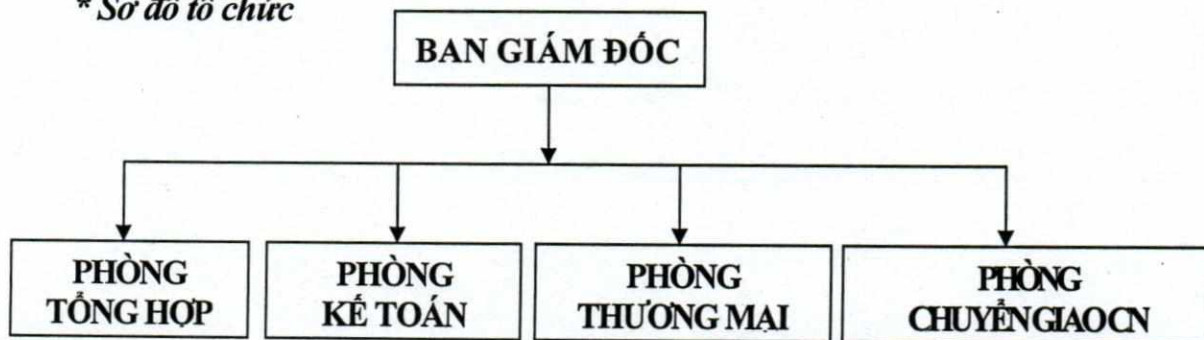 * Sơ đồ tổ chức
BAN GIÁM ĐỐC
PHÒNG
TỔNG HỢP
PHÒNG
KẾ TOÁN
PHÒNG
THƯƠNG MẠI
PHÒNG
CHUYỂN GIAO CN